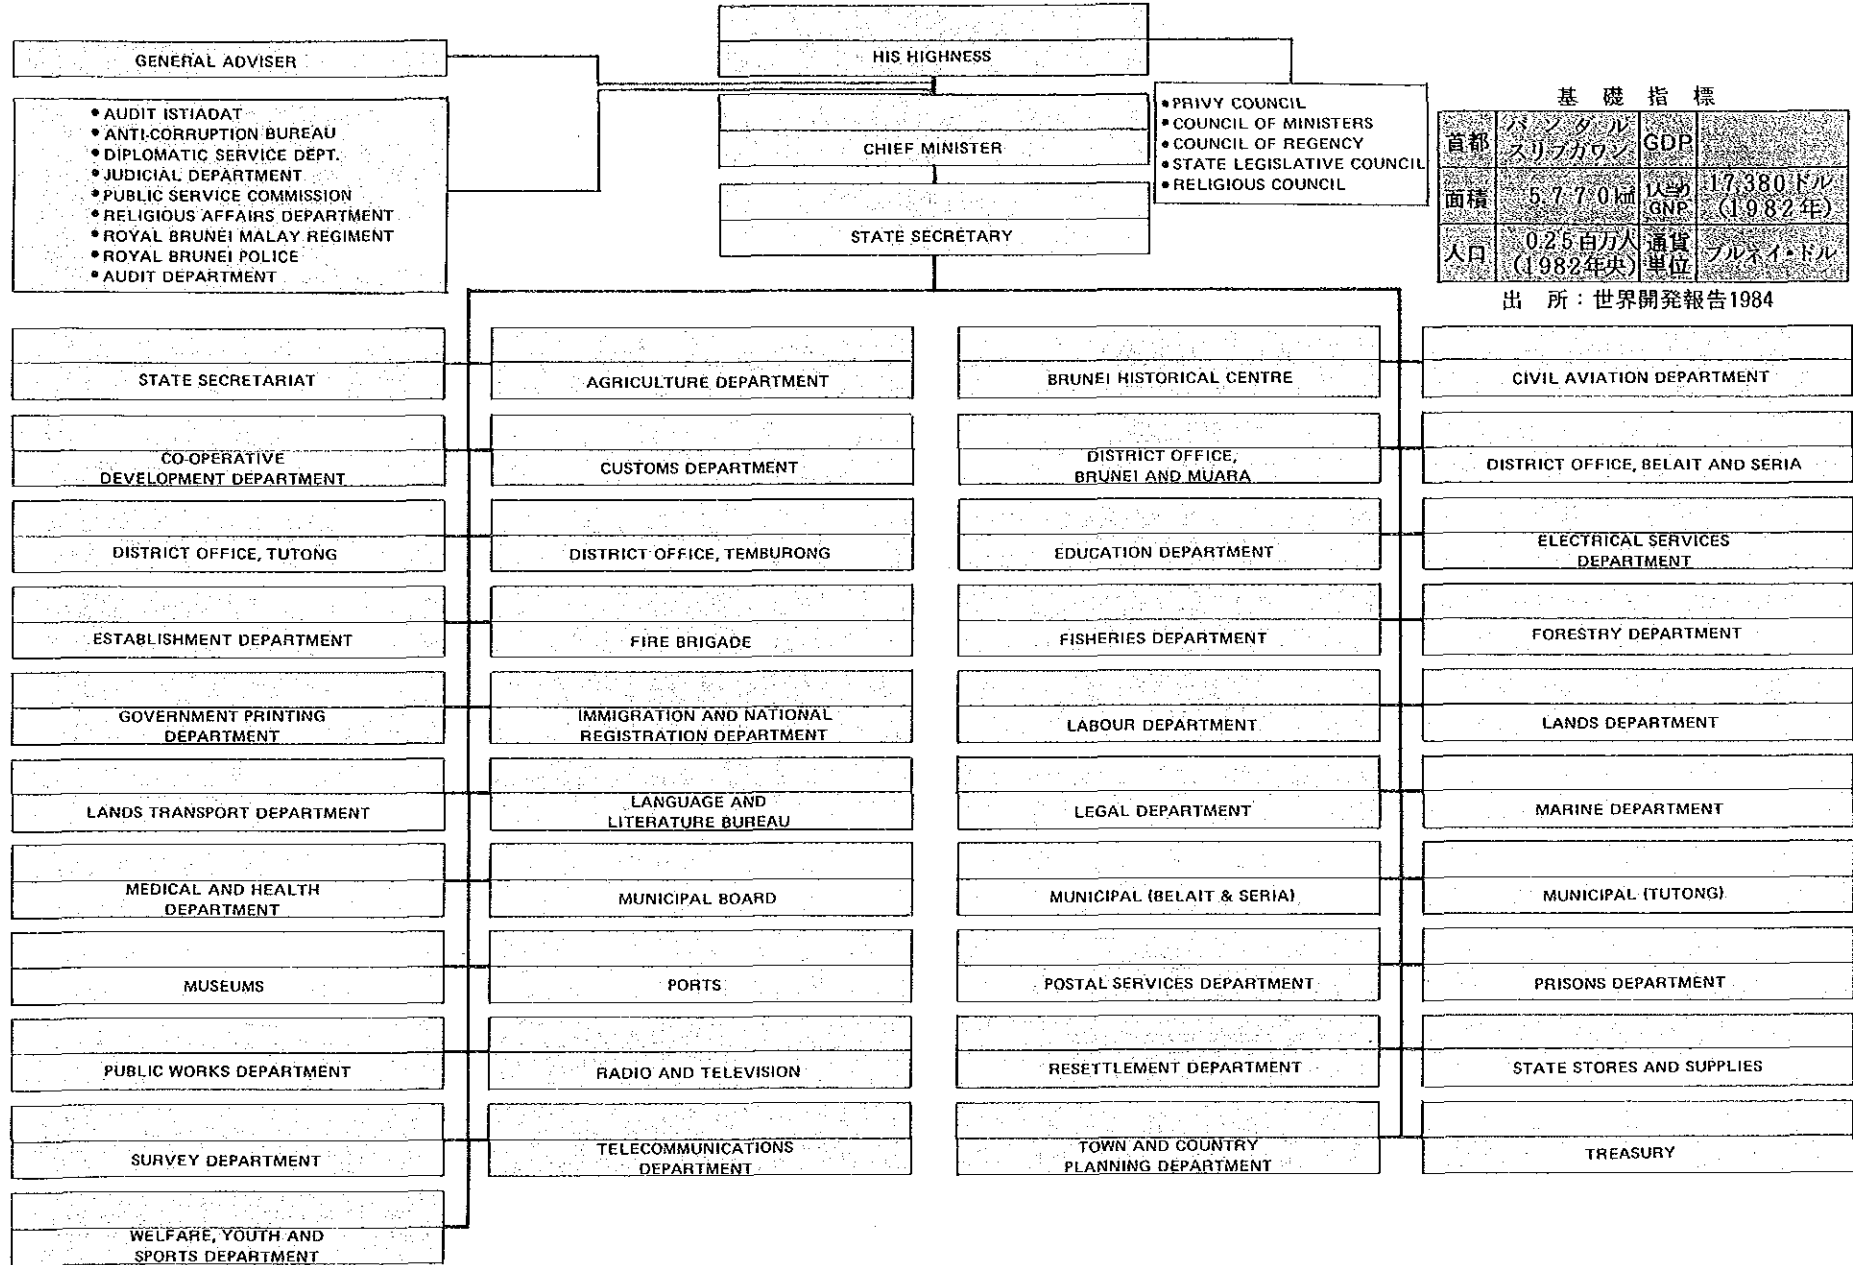 HIS HIGHNESS
GENERAL ADVISER
• AUDIT ISTIADAT
• ANTI-CORRUPTION BUREAU
• DIPLOMATIC SERVICE DEPT.
• JUDICIAL DEPARTMENT
• PUBLIC SERVICE COMMISSION
• RELIGIOUS AFFAIRS DEPARTMENT
• ROYAL BRUNEI MALAY REGIMENT
• ROYAL BRUNEI POLICE
• AUDIT DEPARTMENT
CHIEF MINISTER
STATE SECRETARY
• PRIVY COUNCIL
• COUNCIL OF MINISTERS
• COUNCIL OF REGENCY
• STATE LEGISLATIVE COUNCIL
• RELIGIOUS COUNCIL
基礎指標
首都 バンダル スリブガワン GDP
面積 5,770㎢ 1人当り GNP 17,380ドル (1982年)
人口 0.25百万人 (1982年央) 通貨単位 ブルネイ・ドル
出 所:世界開発報告1984
STATE SECRETARIAT
AGRICULTURE DEPARTMENT
BRUNEI HISTORICAL CENTRE
CIVIL AVIATION DEPARTMENT
CO-OPERATIVE
DEVELOPMENT DEPARTMENT
CUSTOMS DEPARTMENT
DISTRICT OFFICE,
BRUNEI AND MUARA
DISTRICT OFFICE, BELAIT AND SERIA
DISTRICT OFFICE, TUTONG
DISTRICT OFFICE, TEMBURONG
EDUCATION DEPARTMENT
ELECTRICAL SERVICES
DEPARTMENT
ESTABLISHMENT DEPARTMENT
FIRE BRIGADE
FISHERIES DEPARTMENT
FORESTRY DEPARTMENT
GOVERNMENT PRINTING
DEPARTMENT
IMMIGRATION AND NATIONAL
REGISTRATION DEPARTMENT
LABOUR DEPARTMENT
LANDS DEPARTMENT
LANDS TRANSPORT DEPARTMENT
LANGUAGE AND
LITERATURE BUREAU
LEGAL DEPARTMENT
MARINE DEPARTMENT
MEDICAL AND HEALTH
DEPARTMENT
MUNICIPAL BOARD
MUNICIPAL (BELAIT & SERIA)
MUNICIPAL (TUTONG)
MUSEUMS
PORTS
POSTAL SERVICES DEPARTMENT
PRISONS DEPARTMENT
PUBLIC WORKS DEPARTMENT
RADIO AND TELEVISION
RESETTLEMENT DEPARTMENT
STATE STORES AND SUPPLIES
SURVEY DEPARTMENT
TELECOMMUNICATIONS
DEPARTMENT
TOWN AND COUNTRY
PLANNING DEPARTMENT
TREASURY
WELFARE, YOUTH AND
SPORTS DEPARTMENT